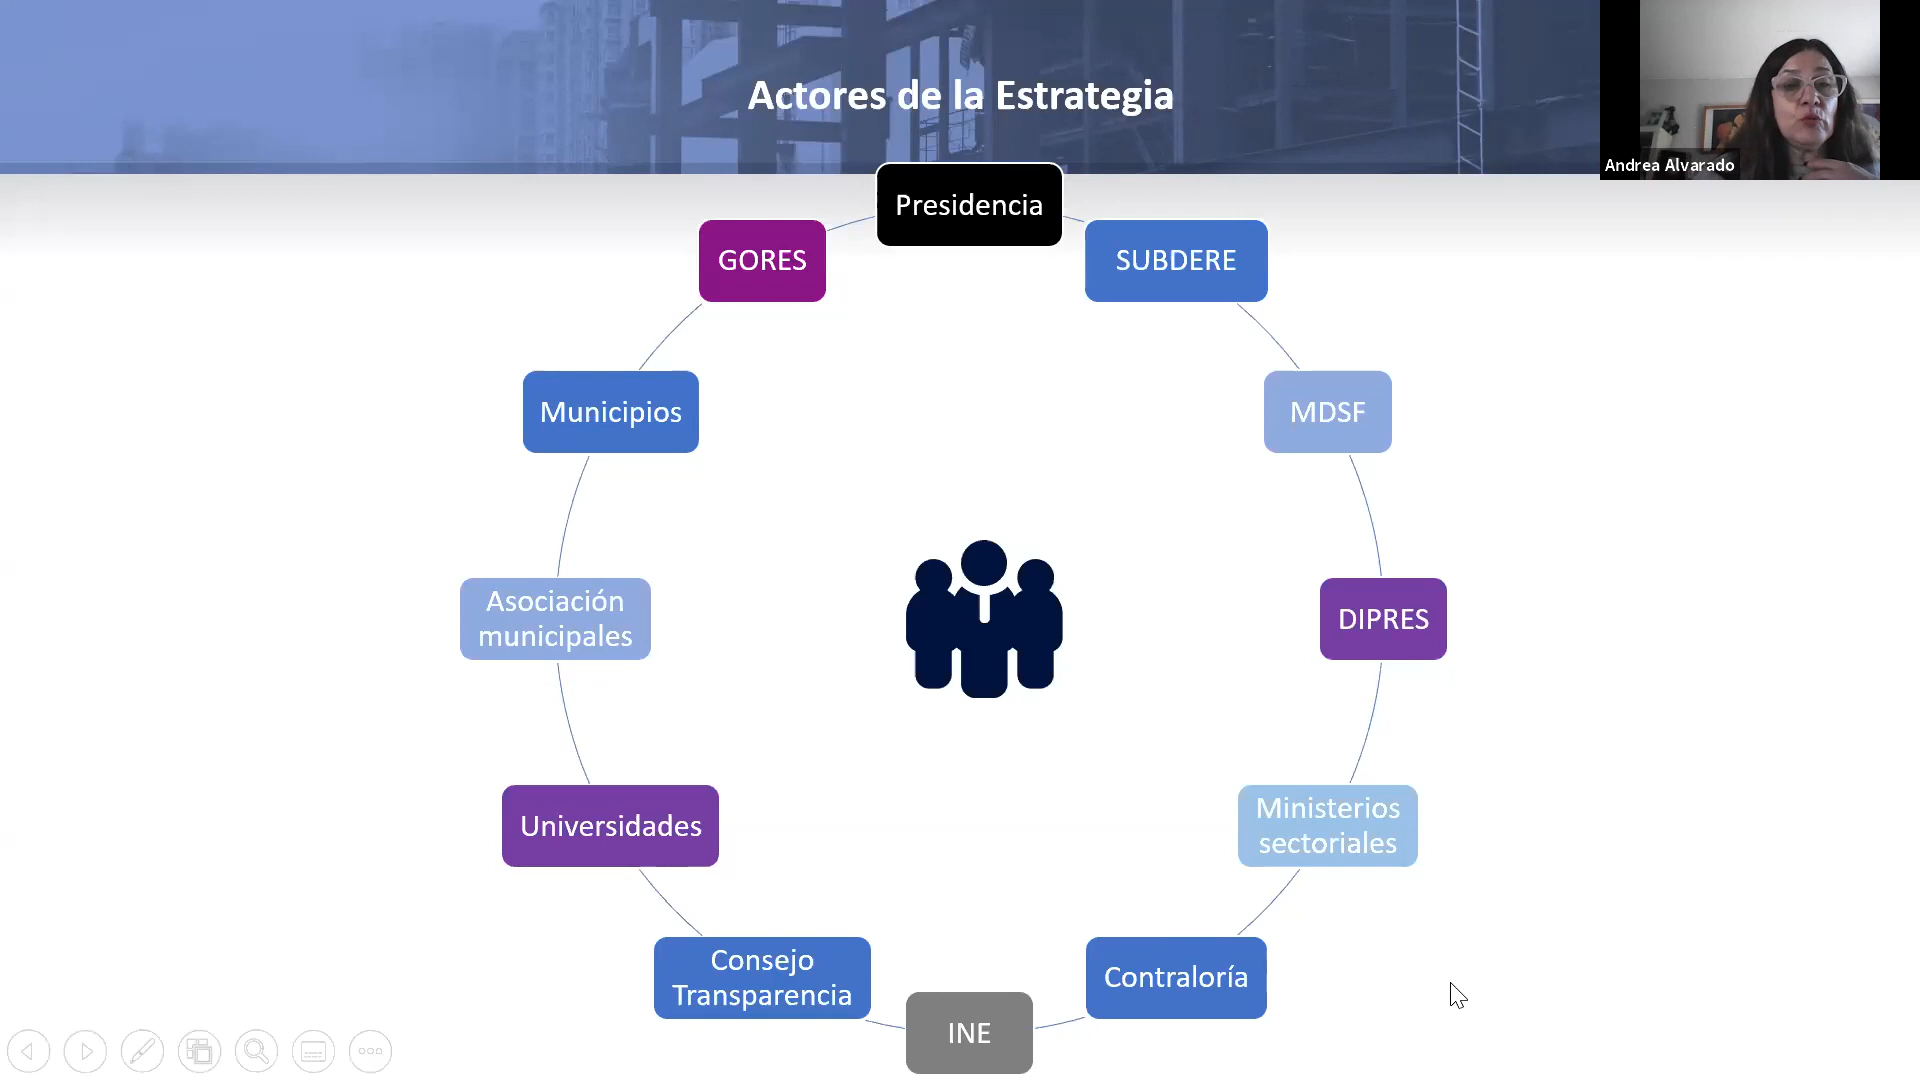 Actores de la Estrategia
Andrea Alvarado
Presidencia
SUBDERE
MDSF
DIPRES
Ministerios
sectoriales
Contraloría
INE
Consejo
Transparencia
Universidades
Asociación
municipales
Municipios
GORES